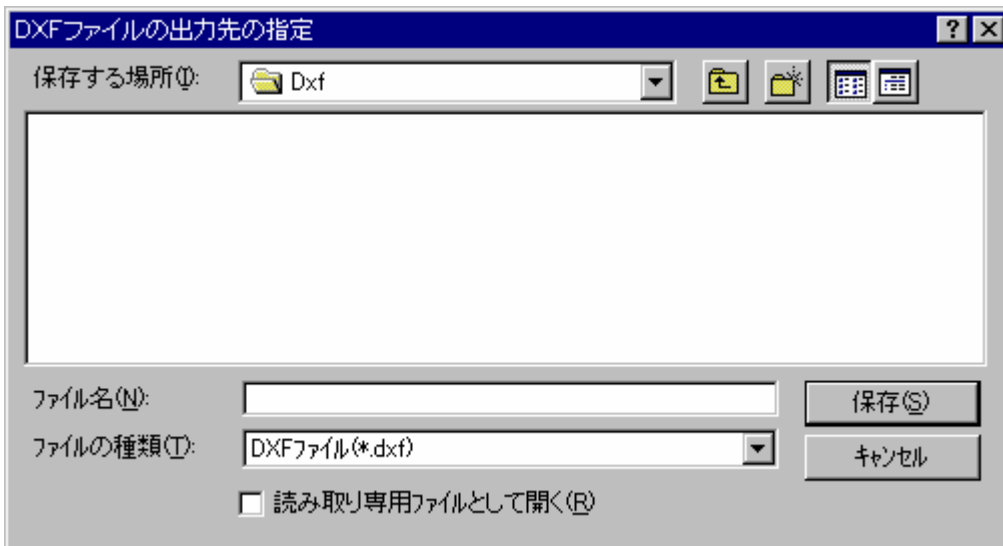 DXFファイルの出力先の指定
保存する場所(I):
Dxf
ファイル名(N):
保存(S)
ファイルの種類(T):
DXFファイル(*.dxf)
キャンセル
読み取り専用ファイルとして開く(R)